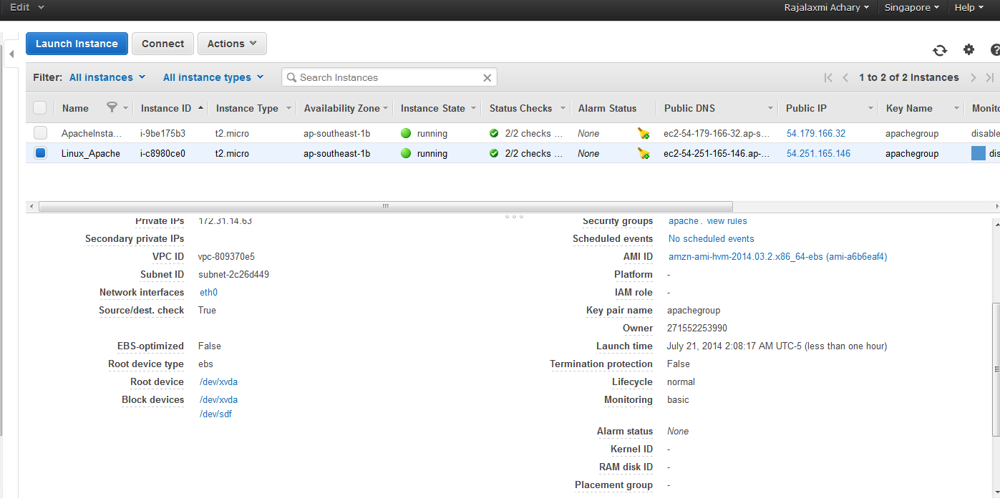 Edit Rajalaxmi Achary Singapore Help
Launch Instance Connect Actions
Filter: All instances All instance types Search Instances 1 to 2 of 2 Instances
Name Instance ID Instance Type Availability Zone Instance State Status Checks Alarm Status Public DNS Public IP Key Name Monito
ApacheInsta... i-9be175b3 t2.micro ap-southeast-1b running 2/2 checks ... None ec2-54-179-166-32.ap-s... 54.179.166.32 apachegroup disable
Linux_Apache i-c8980ce0 t2.micro ap-southeast-1b running 2/2 checks ... None ec2-54-251-165-146.ap-... 54.251.165.146 apachegroup dis
Private IPs 172.31.14.63
Secondary private IPs
VPC ID vpc-809370e5
Subnet ID subnet-2c26d449
Network interfaces eth0
Source/dest. check True
EBS-optimized False
Root device type ebs
Root device /dev/xvda
Block devices /dev/xvda
/dev/sdf
Security groups apache. view rules
Scheduled events No scheduled events
AMI ID amzn-ami-hvm-2014.03.2.x86_64-ebs (ami-a6b6eaf4)
Platform -
IAM role -
Key pair name apachegroup
Owner 271552253990
Launch time July 21, 2014 2:08:17 AM UTC-5 (less than one hour)
Termination protection False
Lifecycle normal
Monitoring basic
Alarm status None
Kernel ID -
RAM disk ID -
Placement group -